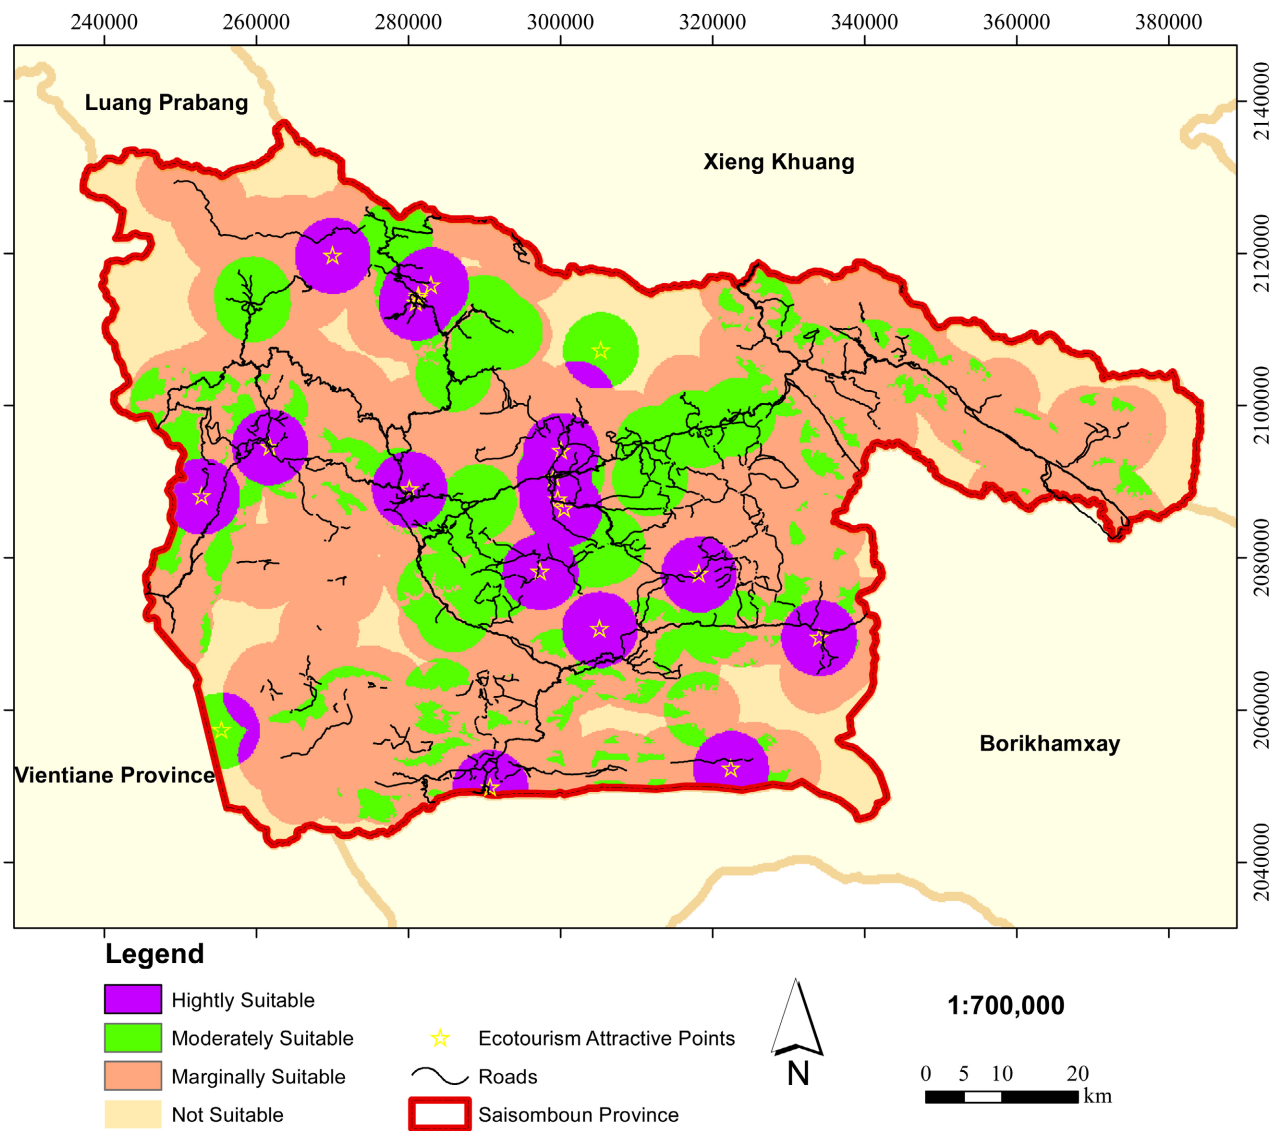 240000 260000 280000 300000 320000 340000 360000 380000
Luang Prabang
Xieng Khuang
Borikhamxay
Vientiane Province
2140000
2120000
2100000
2080000
2060000
2040000
Legend
Hightly Suitable
Moderately Suitable
Marginally Suitable
Not Suitable
Ecotourism Attractive Points
Roads
Saisomboun Province
N
1:700,000
0 5 10 20
km